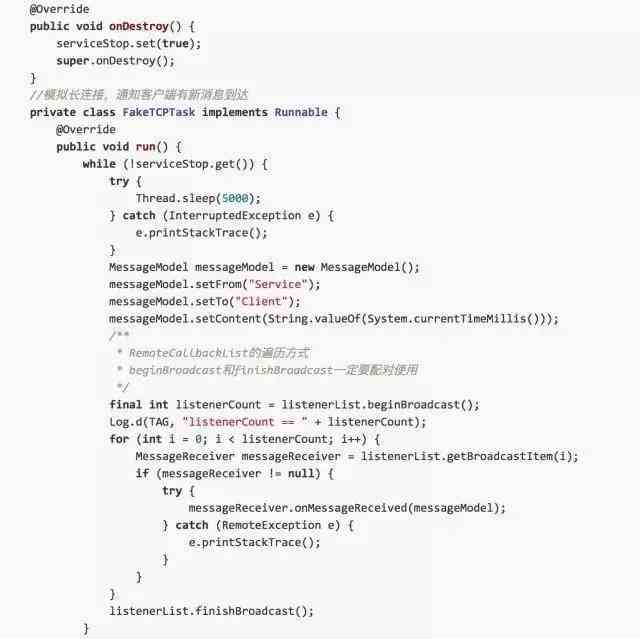 @Override
public void onDestroy() {
    serviceStop.set(true);
    super.onDestroy();
}
//模拟长连接，通知客户端有新消息到达
private class FakeTCPTask implements Runnable {
    @Override
    public void run() {
        while (!serviceStop.get()) {
            try {
                Thread.sleep(5000);
            } catch (InterruptedException e) {
                e.printStackTrace();
            }
            MessageModel messageModel = new MessageModel();
            messageModel.setFrom("Service");
            messageModel.setTo("Client");
            messageModel.setContent(String.valueOf(System.currentTimeMillis()));
            /**
             * RemoteCallbackList的遍历方式
             * beginBroadcast和finishBroadcast一定要配对使用
             */
            final int listenerCount = listenerList.beginBroadcast();
            Log.d(TAG, "listenerCount == " + listenerCount);
            for (int i = 0; i < listenerCount; i++) {
                MessageReceiver messageReceiver = listenerList.getBroadcastItem(i);
                if (messageReceiver != null) {
                    try {
                        messageReceiver.onMessageReceived(messageModel);
                    } catch (RemoteException e) {
                        e.printStackTrace();
                    }
                }
            }
            listenerList.finishBroadcast();
        }